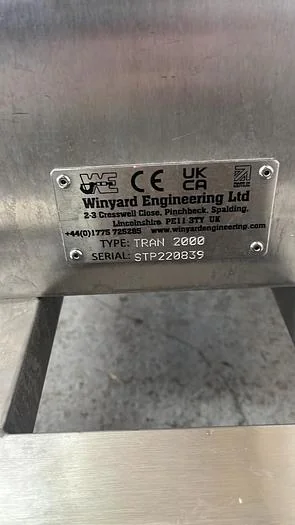 WE CE UK
CA
Winyard Engineering Ltd
2-3 Cresswell Close, Pinchbeck, Spalding,
Lincolnshire. PE11 3TY UK
+44(0)1775 725285 www.winyardengineering.com
TYPE: TRAN 2000
SERIAL: STP220839